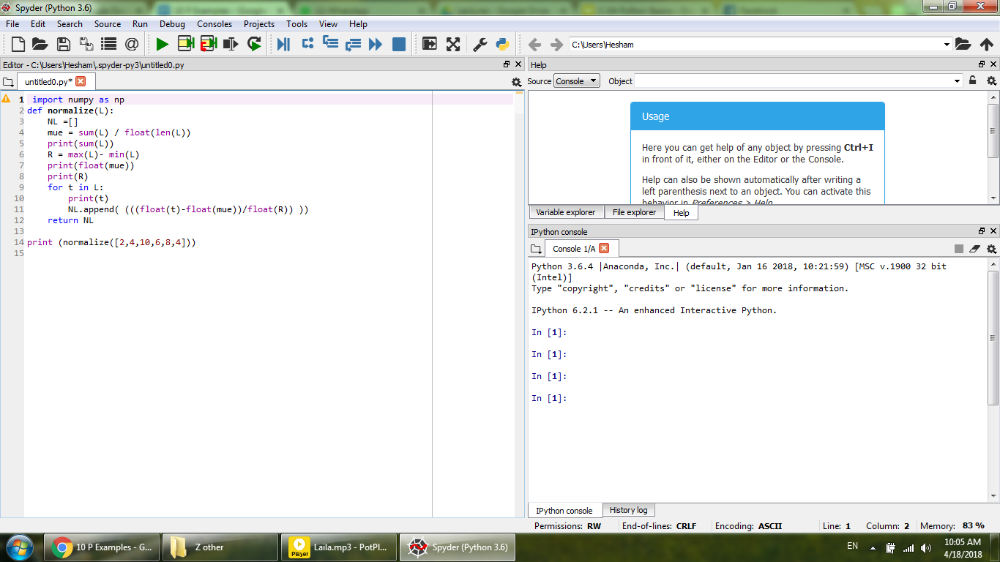 Spyder (Python 3.6)
File Edit Search Source Run Debug Consoles Projects Tools View Help
C:\Users\Hesham
Editor - C:\Users\Hesham\.spyder-py3\untitled0.py
untitled0.py*
1  import numpy as np
2 def normalize(L):
3     NL =[]
4     mue = sum(L) / float(len(L))
5     print(sum(L))
6     R = max(L)- min(L)
7     print(float(mue))
8     print(R)
9     for t in L:
10         print(t)
11         NL.append( (((float(t)-float(mue))/float(R)) ))
12     return NL
13
14 print (normalize([2,4,10,6,8,4]))
15
Help
Source Console Object
Usage
Here you can get help of any object by pressing Ctrl+I
in front of it, either on the Editor or the Console.
Help can also be shown automatically after writing a
left parenthesis next to an object. You can activate this
behavior in Preferences > Help.
Variable explorer File explorer Help
IPython console
Console 1/A
Python 3.6.4 |Anaconda, Inc.| (default, Jan 16 2018, 10:21:59) [MSC v.1900 32 bit
(Intel)]
Type "copyright", "credits" or "license" for more information.
IPython 6.2.1 -- An enhanced Interactive Python.
In [1]:
In [1]:
In [1]:
In [1]:
IPython console History log
Permissions: RW End-of-lines: CRLF Encoding: ASCII Line: 1 Column: 2 Memory: 83 %
10 P Examples - G... Z other Player Laila.mp3 - PotPl... Spyder (Python 3.6) EN 10:05 AM
4/18/2018